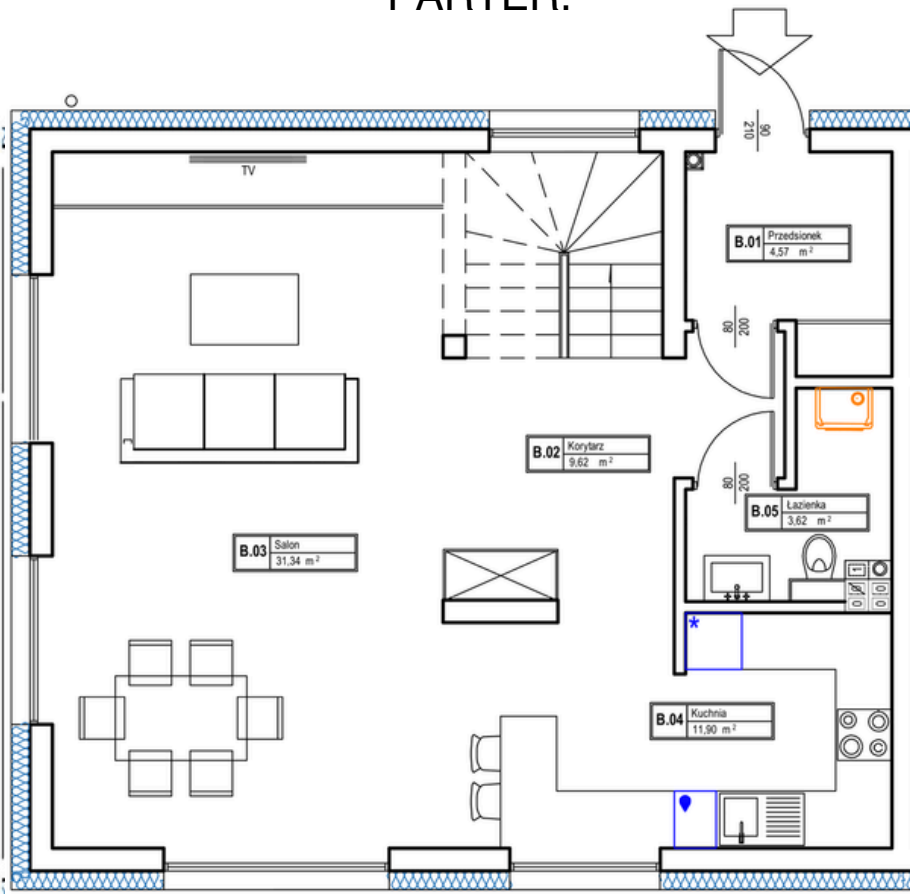 PARTER:
90
210
TV
B.01 Przedsionek
4,57 m²
80
200
B.02 Korytarz
9,62 m²
80
200
B.05 Łazienka
3,62 m²
B.03 Salon
31,34 m²
*
B.04 Kuchnia
11,90 m²